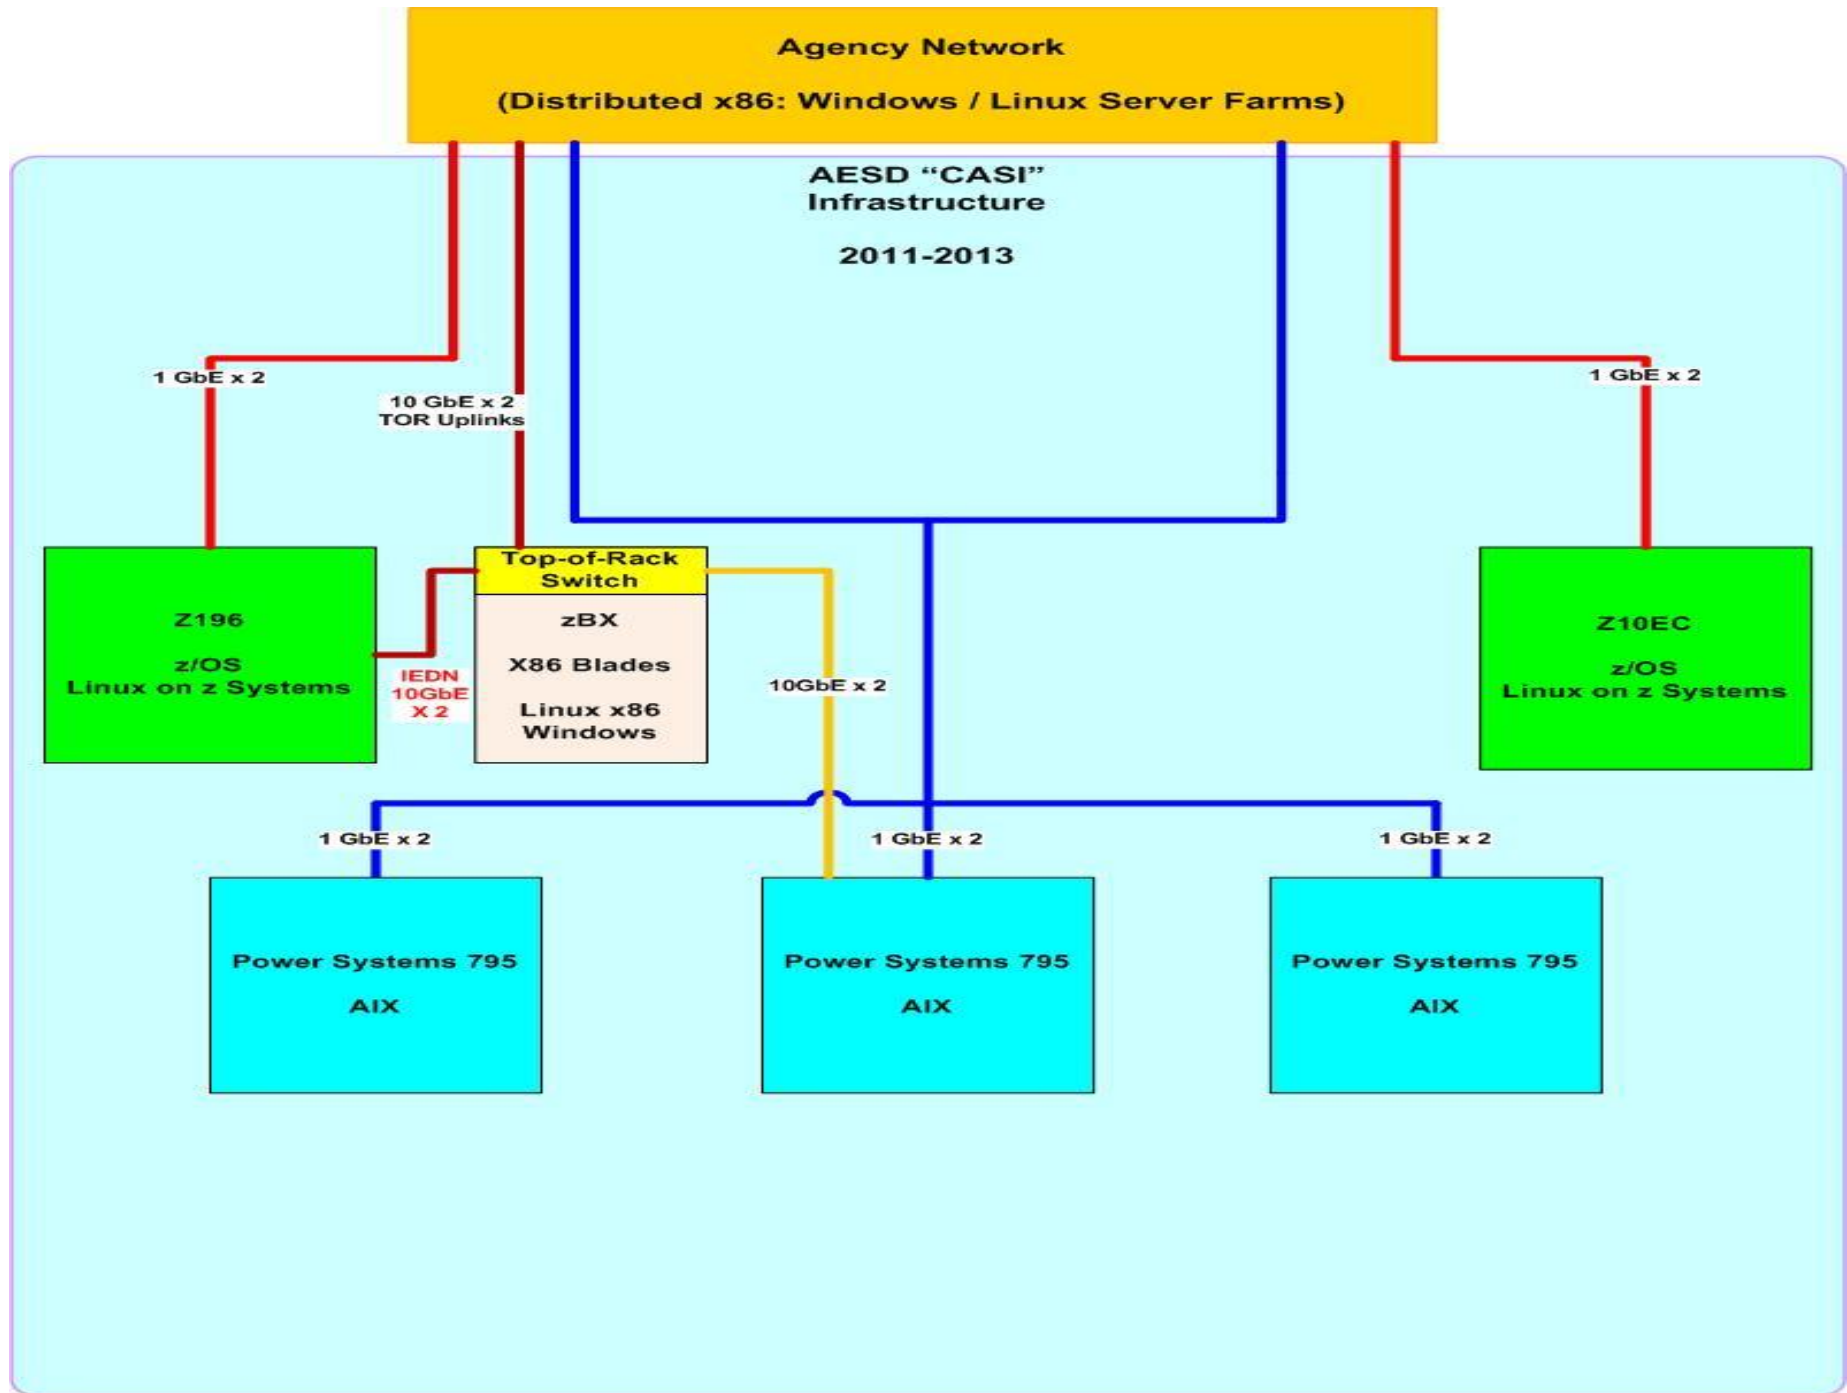 Agency Network
(Distributed x86: Windows / Linux Server Farms)
AESD “CASI”
Infrastructure
2011-2013
1 GbE x 2
10 GbE x 2
TOR Uplinks
1 GbE x 2
Z196
z/OS
Linux on z Systems
IEDN
10GbE
X 2
Top-of-Rack
Switch
zBX
X86 Blades
Linux x86
Windows
10GbE x 2
Z10EC
z/OS
Linux on z Systems
1 GbE x 2
1 GbE x 2
1 GbE x 2
Power Systems 795
AIX
Power Systems 795
AIX
Power Systems 795
AIX